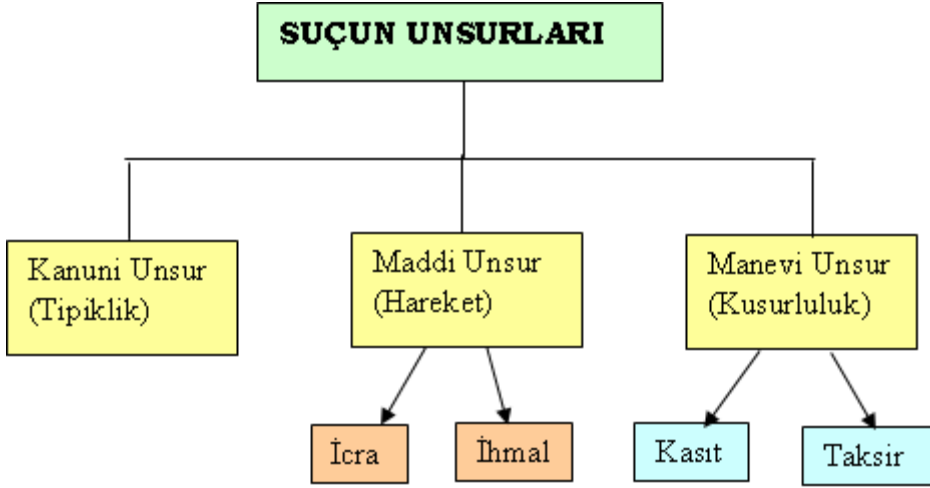 SUÇUN UNSURLARI
Kanuni Unsur
(Tipiklik)
Maddi Unsur
(Hareket)
Manevi Unsur
(Kusurluluk)
İcra
İhmal
Kasıt
Taksir